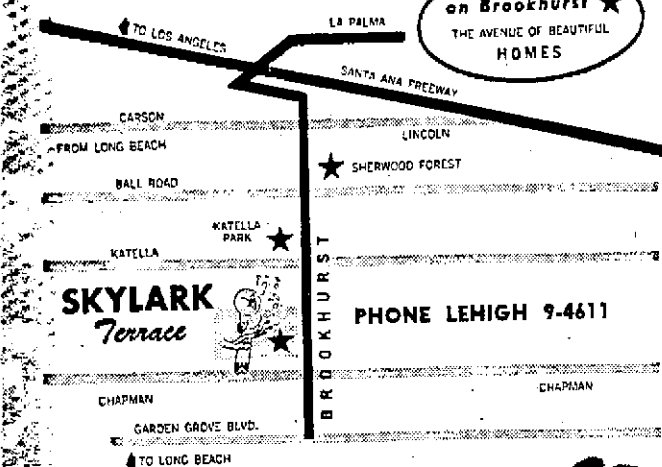 on Brookhurst
THE AVENUE OF BEAUTIFUL
HOMES
LA PALMA
TO LOS ANGELES
SANTA ANA FREEWAY
CARSON
LINCOLN
FROM LONG BEACH
SHERWOOD FOREST
BALL ROAD
KATELLA
PARK
KATELLA
BROOKHURST
SKYLARK
Terrace
PHONE LEHIGH 9-4611
CHAPMAN
CHAPMAN
GARDEN GROVE BLVD.
TO LONG BEACH